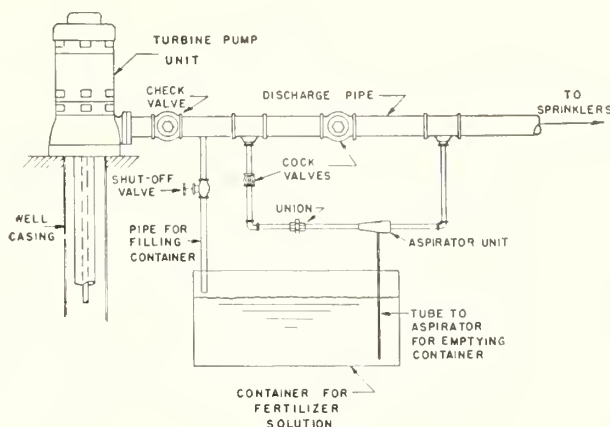 TURBINE PUMP
UNIT
CHECK
VALVE
DISCHARGE PIPE
TO
SPRINKLERS
SHUT-OFF
VALVE
COCK
VALVES
WELL
CASING
PIPE FOR
FILLING
CONTAINER
UNION
ASPIRATOR UNIT
TUBE TO
ASPIRATOR
FOR EMPTYING
CONTAINER
CONTAINER FOR
FERTILIZER
SOLUTION